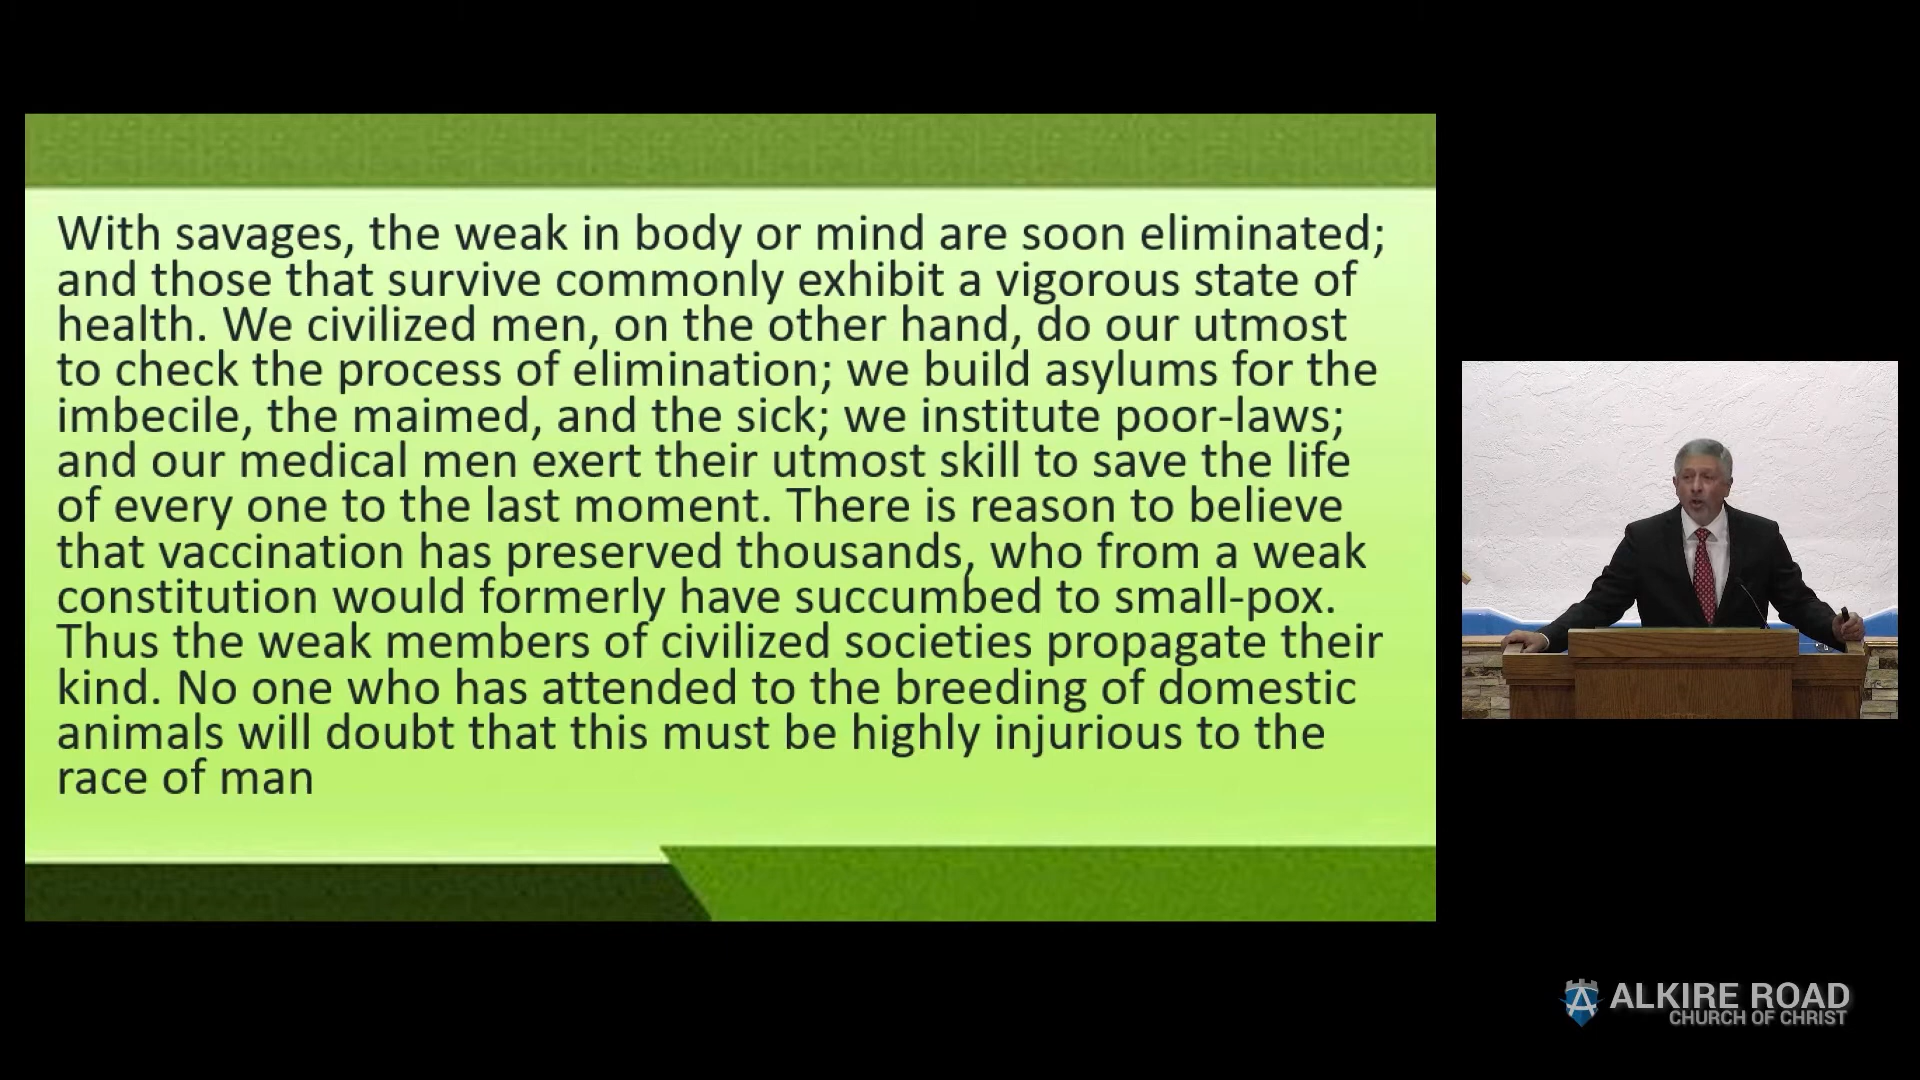 With savages, the weak in body or mind are soon eliminated;
and those that survive commonly exhibit a vigorous state of
health. We civilized men, on the other hand, do our utmost
to check the process of elimination; we build asylums for the
imbecile, the maimed, and the sick; we institute poor-laws;
and our medical men exert their utmost skill to save the life
of every one to the last moment. There is reason to believe
that vaccination has preserved thousands, who from a weak
constitution would formerly have succumbed to small-pox.
Thus the weak members of civilized societies propagate their
kind. No one who has attended to the breeding of domestic
animals will doubt that this must be highly injurious to the
race of man
ALKIRE ROAD
CHURCH OF CHRIST